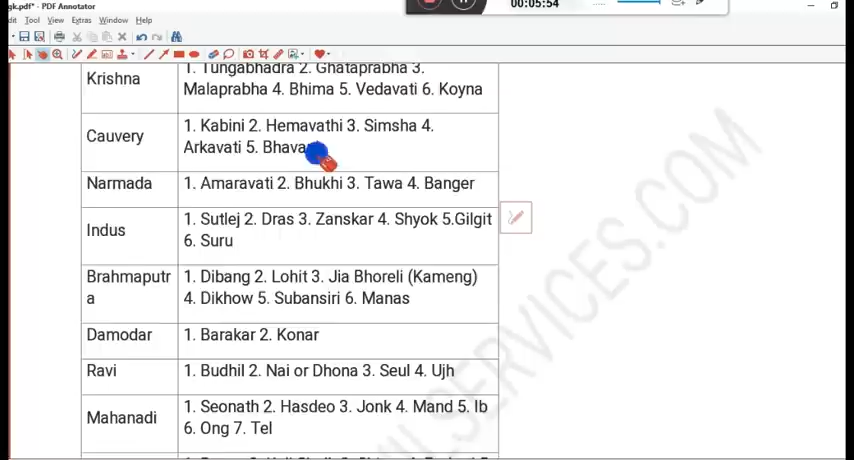 gk.pdf* - PDF Annotator
00:05:54
dit Tool View Extras Window Help
Krishna
1. Tungabhadra 2. Ghataprabha 3.
Malaprabha 4. Bhima 5. Vedavati 6. Koyna
Cauvery
1. Kabini 2. Hemavathi 3. Simsha 4.
Arkavati 5. Bhava
Narmada
1. Amaravati 2. Bhukhi 3. Tawa 4. Banger
Indus
1. Sutlej 2. Dras 3. Zanskar 4. Shyok 5.Gilgit
6. Suru
Brahmaputr
a
1. Dibang 2. Lohit 3. Jia Bhoreli (Kameng)
4. Dikhow 5. Subansiri 6. Manas
Damodar
1. Barakar 2. Konar
Ravi
1. Budhil 2. Nai or Dhona 3. Seul 4. Ujh
Mahanadi
1. Seonath 2. Hasdeo 3. Jonk 4. Mand 5. Ib
6. Ong 7. Tel
ILSERVICES.COM